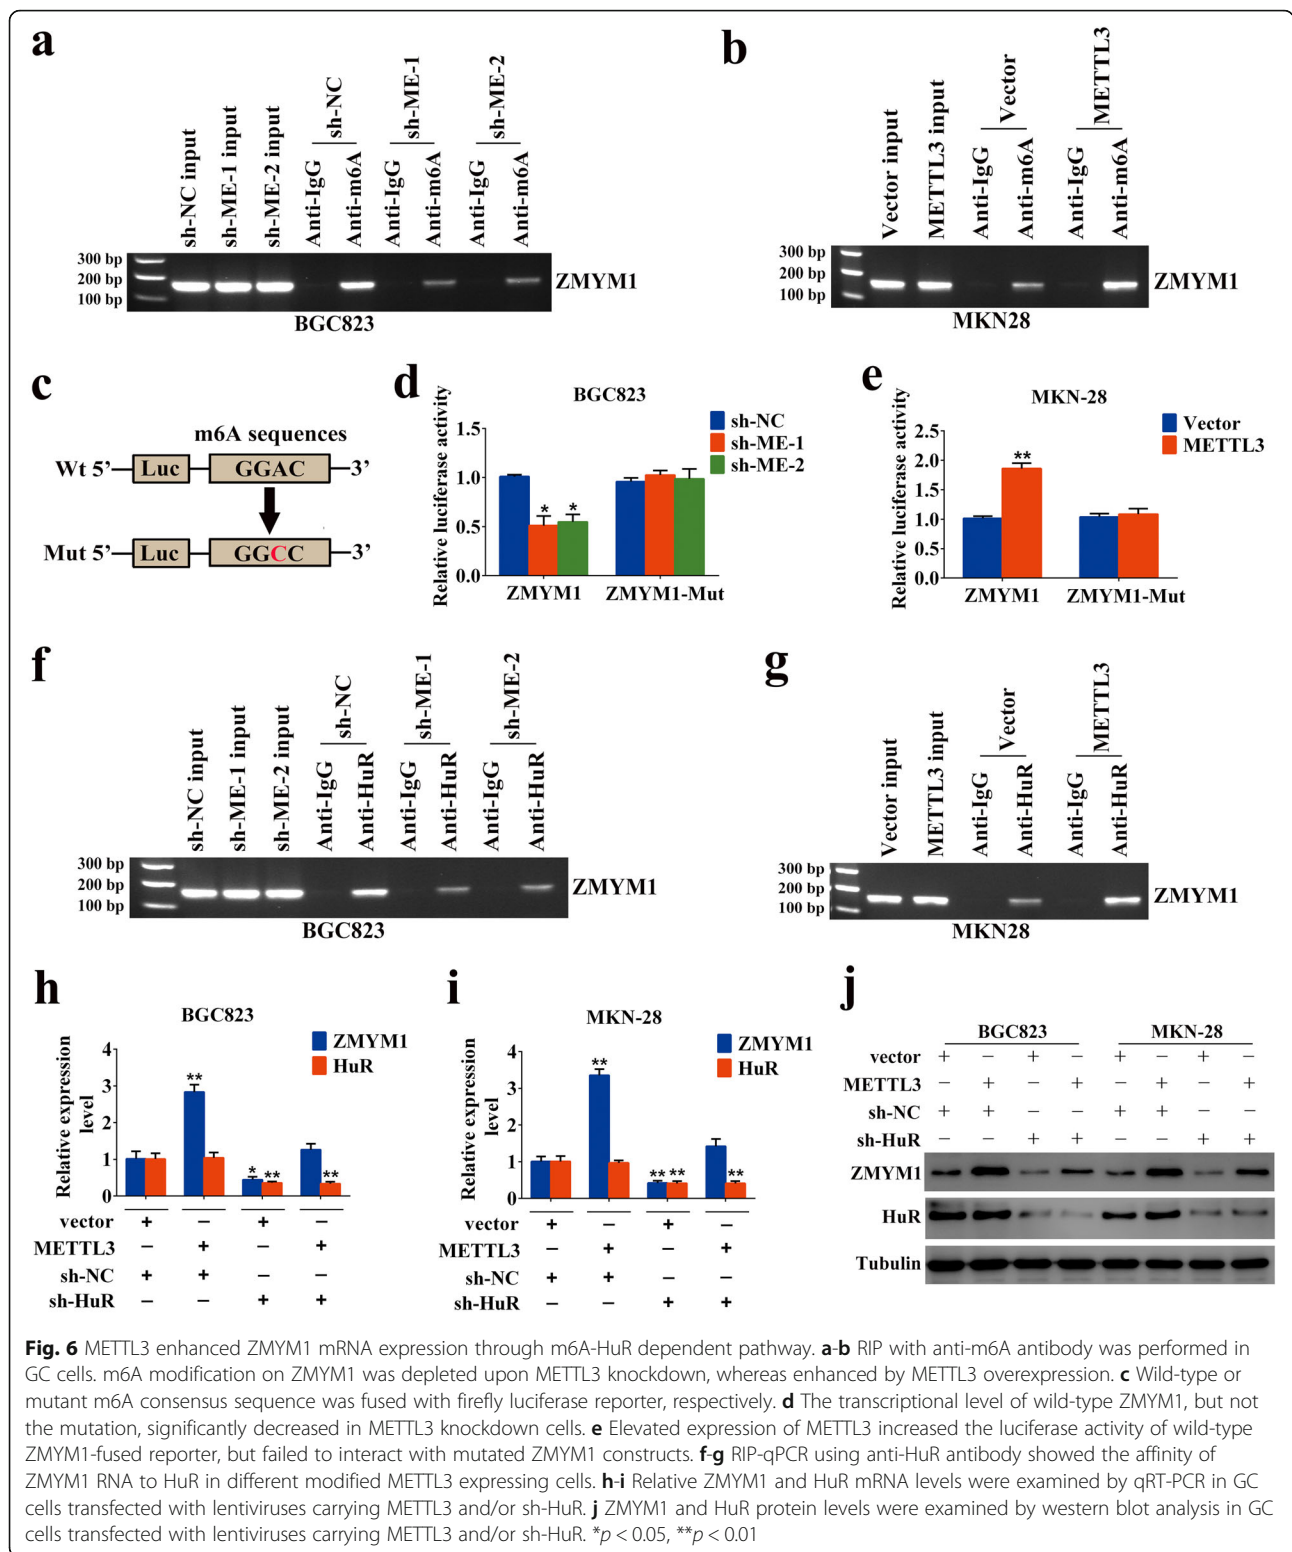 a
sh-NC
sh-ME-1
sh-ME-2
sh-NC input
sh-ME-1 input
sh-ME-2 input
Anti-IgG
Anti-m6A
Anti-IgG
Anti-m6A
Anti-IgG
Anti-m6A
300 bp
200 bp
100 bp
ZMYM1
BGC823
b
Vector
METTL3
Vector input
METTL3 input
Anti-IgG
Anti-m6A
Anti-IgG
Anti-m6A
300 bp
200 bp
100 bp
ZMYM1
MKN28
c
m6A sequences
Wt 5’ Luc GGAC 3’
Mut 5’ Luc GGCC 3’
d
BGC823
Relative luciferase activity
1.5
1.0
0.5
0.0
* *
sh-NC
sh-ME-1
sh-ME-2
ZMYM1 ZMYM1-Mut
e
MKN-28
Relative luciferase activity
2.5
2.0
1.5
1.0
0.5
0.0
**
Vector
METTL3
ZMYM1 ZMYM1-Mut
f
sh-NC
sh-ME-1
sh-ME-2
sh-NC input
sh-ME-1 input
sh-ME-2 input
Anti-IgG
Anti-HuR
Anti-IgG
Anti-HuR
Anti-IgG
Anti-HuR
300 bp
200 bp
100 bp
ZMYM1
BGC823
g
Vector
METTL3
Vector input
METTL3 input
Anti-IgG
Anti-HuR
Anti-IgG
Anti-HuR
300 bp
200 bp
100 bp
ZMYM1
MKN28
h
BGC823
Relative expression
level
4
3
2
1
0
** * ** **
ZMYM1
HuR
vector + − + −
METTL3 − + − +
sh-NC + + − −
sh-HuR − − + +
i
MKN-28
Relative expression
level
4
3
2
1
0
** ** ** **
ZMYM1
HuR
vector + − + −
METTL3 − + − +
sh-NC + + − −
sh-HuR − − + +
j
BGC823 MKN-28
vector + − + − + − + −
METTL3 − + − + − + − +
sh-NC + + − − + + − −
sh-HuR − − + + − − + +
ZMYM1
HuR
Tubulin
Fig. 6 METTL3 enhanced ZMYM1 mRNA expression through m6A-HuR dependent pathway. a-b RIP with anti-m6A antibody was performed in
GC cells. m6A modification on ZMYM1 was depleted upon METTL3 knockdown, whereas enhanced by METTL3 overexpression. c Wild-type or
mutant m6A consensus sequence was fused with firefly luciferase reporter, respectively. d The transcriptional level of wild-type ZMYM1, but not
the mutation, significantly decreased in METTL3 knockdown cells. e Elevated expression of METTL3 increased the luciferase activity of wild-type
ZMYM1-fused reporter, but failed to interact with mutated ZMYM1 constructs. f-g RIP-qPCR using anti-HuR antibody showed the affinity of
ZMYM1 RNA to HuR in different modified METTL3 expressing cells. h-i Relative ZMYM1 and HuR mRNA levels were examined by qRT-PCR in GC
cells transfected with lentiviruses carrying METTL3 and/or sh-HuR. j ZMYM1 and HuR protein levels were examined by western blot analysis in GC
cells transfected with lentiviruses carrying METTL3 and/or sh-HuR. *p < 0.05, **p < 0.01